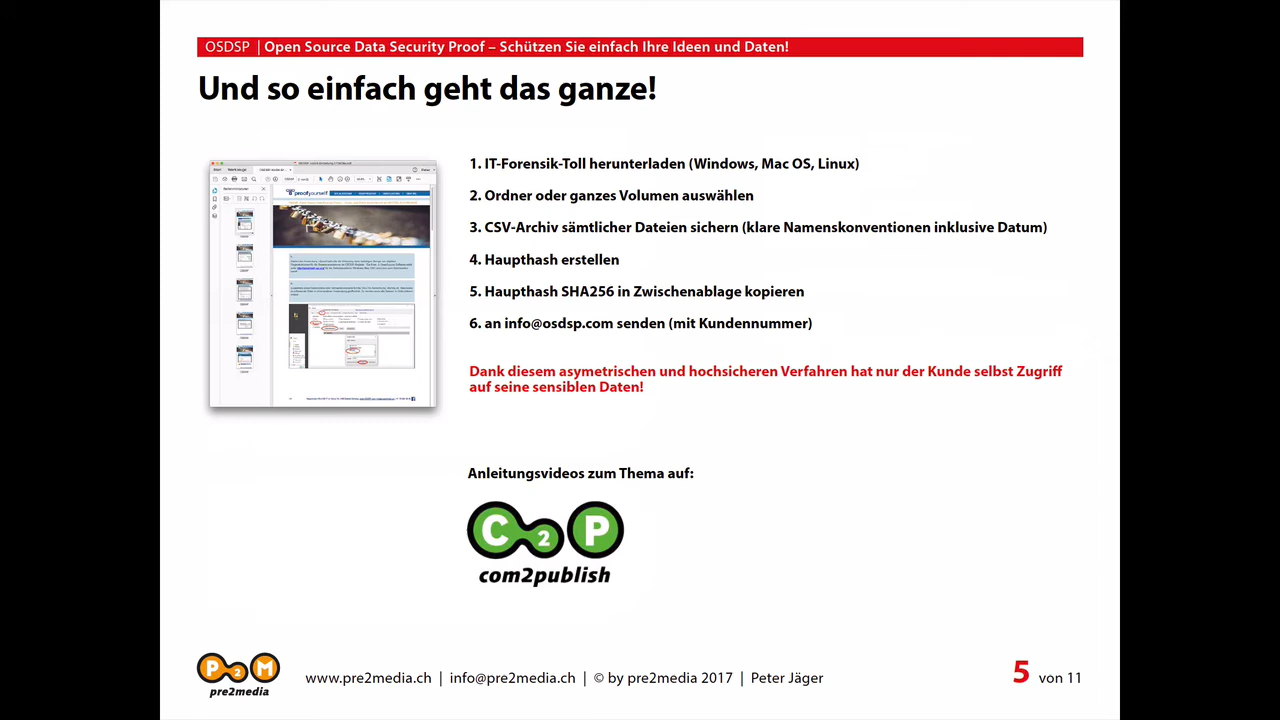 OSDSP | Open Source Data Security Proof – Schützen Sie einfach Ihre Ideen und Daten!
Und so einfach geht das ganze!
proofyourself
1. IT-Forensik-Toll herunterladen (Windows, Mac OS, Linux)
2. Ordner oder ganzes Volumen auswählen
3. CSV-Archiv sämtlicher Dateien sichern (klare Namenskonventionen inklusive Datum)
4. Haupthash erstellen
5. Haupthash SHA256 in Zwischenablage kopieren
6. an info@osdsp.com senden (mit Kundennummer)
Dank diesem asymetrischen und hochsicheren Verfahren hat nur der Kunde selbst Zugriff
auf seine sensiblen Daten!
Anleitungsvideos zum Thema auf:
C2P
com2publish
P2M
pre2media
www.pre2media.ch | info@pre2media.ch | © by pre2media 2017 | Peter Jäger
5 von 11